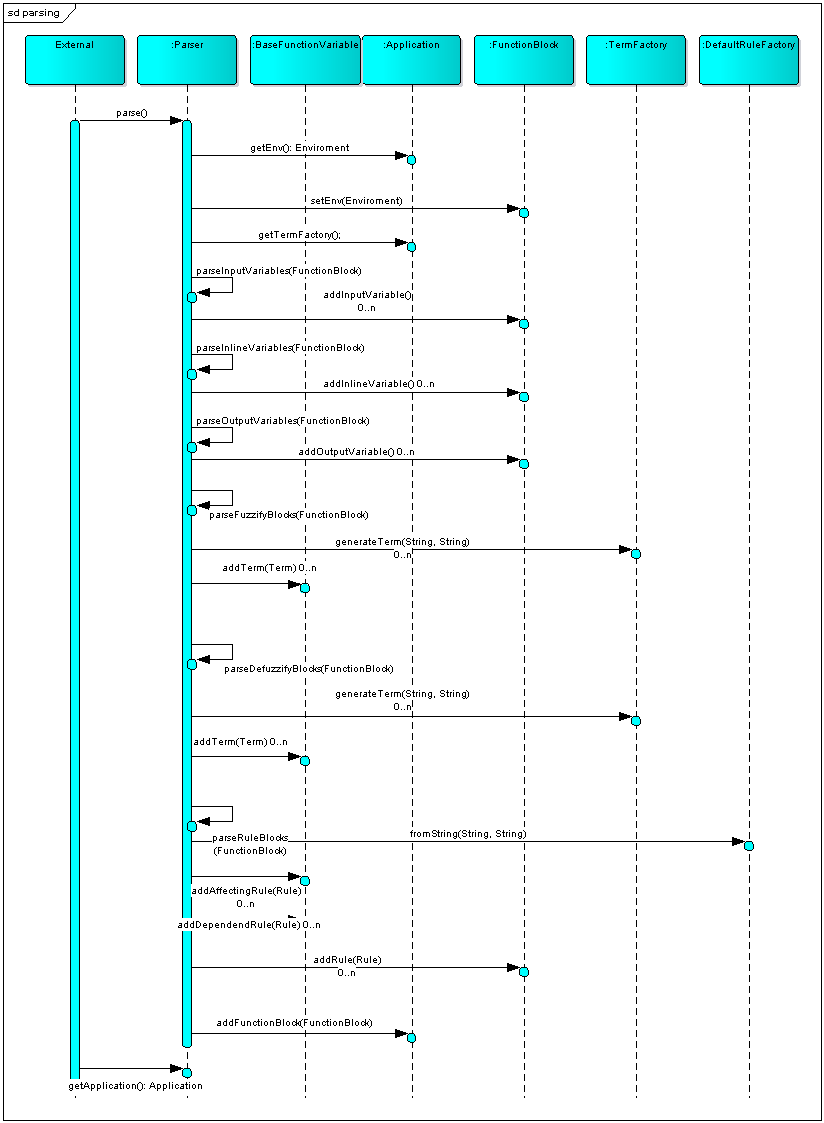 sd parsing
External
:Parser
:BaseFunctionVariable
:Application
:FunctionBlock
:TermFactory
:DefaultRuleFactory
parse()
getEnv(): Enviroment
setEnv(Enviroment)
getTermFactory();
parseInputVariables(FunctionBlock)
addInputVariable()
0..n
parseInlineVariables(FunctionBlock)
addInlineVariable() 0..n
parseOutputVariables(FunctionBlock)
addOutputVariable() 0..n
parseFuzzifyBlocks(FunctionBlock)
generateTerm(String, String)
0..n
addTerm(Term) 0..n
parseDefuzzifyBlocks(FunctionBlock)
generateTerm(String, String)
0..n
addTerm(Term) 0..n
fromString(String, String)
parseRuleBlocks
(FunctionBlock)
addAffectingRule(Rule)
0..n
addDependendRule(Rule) 0..n
addRule(Rule)
0..n
addFunctionBlock(FunctionBlock)
getApplication(): Application